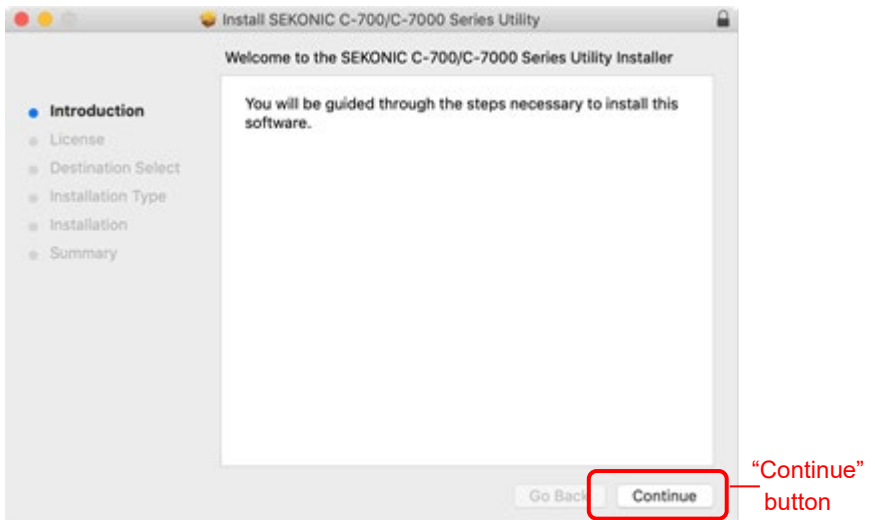 Install SEKONIC C-700/C-7000 Series Utility
Welcome to the SEKONIC C-700/C-7000 Series Utility Installer
Introduction
License
Destination Select
Installation Type
Installation
Summary
You will be guided through the steps necessary to install this
software.
Go Back
Continue
“Continue”
button